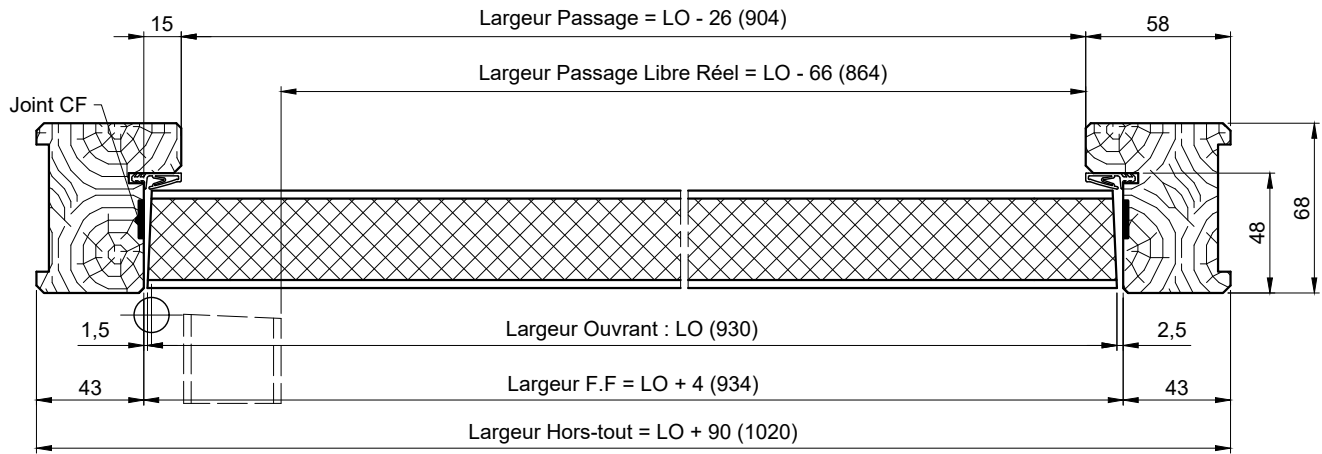 15
Largeur Passage = LO - 26 (904)
58
Largeur Passage Libre Réel = LO - 66 (864)
Joint CF
48
68
1,5
Largeur Ouvrant : LO (930)
2,5
43
Largeur F.F = LO + 4 (934)
43
Largeur Hors-tout = LO + 90 (1020)